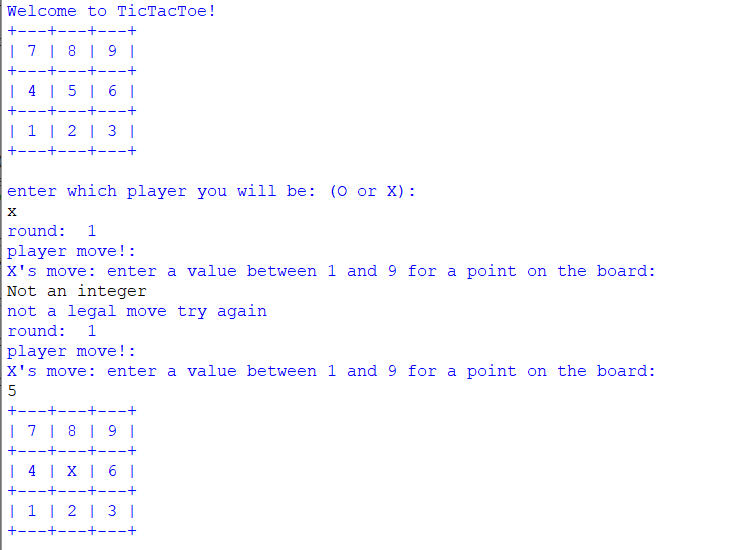 Welcome to TicTacToe!
+---+---+---+
| 7 | 8 | 9 |
+---+---+---+
| 4 | 5 | 6 |
+---+---+---+
| 1 | 2 | 3 |
+---+---+---+

enter which player you will be: (O or X):
x
round:  1
player move!:
X's move: enter a value between 1 and 9 for a point on the board:
Not an integer
not a legal move try again
round:  1
player move!:
X's move: enter a value between 1 and 9 for a point on the board:
5
+---+---+---+
| 7 | 8 | 9 |
+---+---+---+
| 4 | X | 6 |
+---+---+---+
| 1 | 2 | 3 |
+---+---+---+